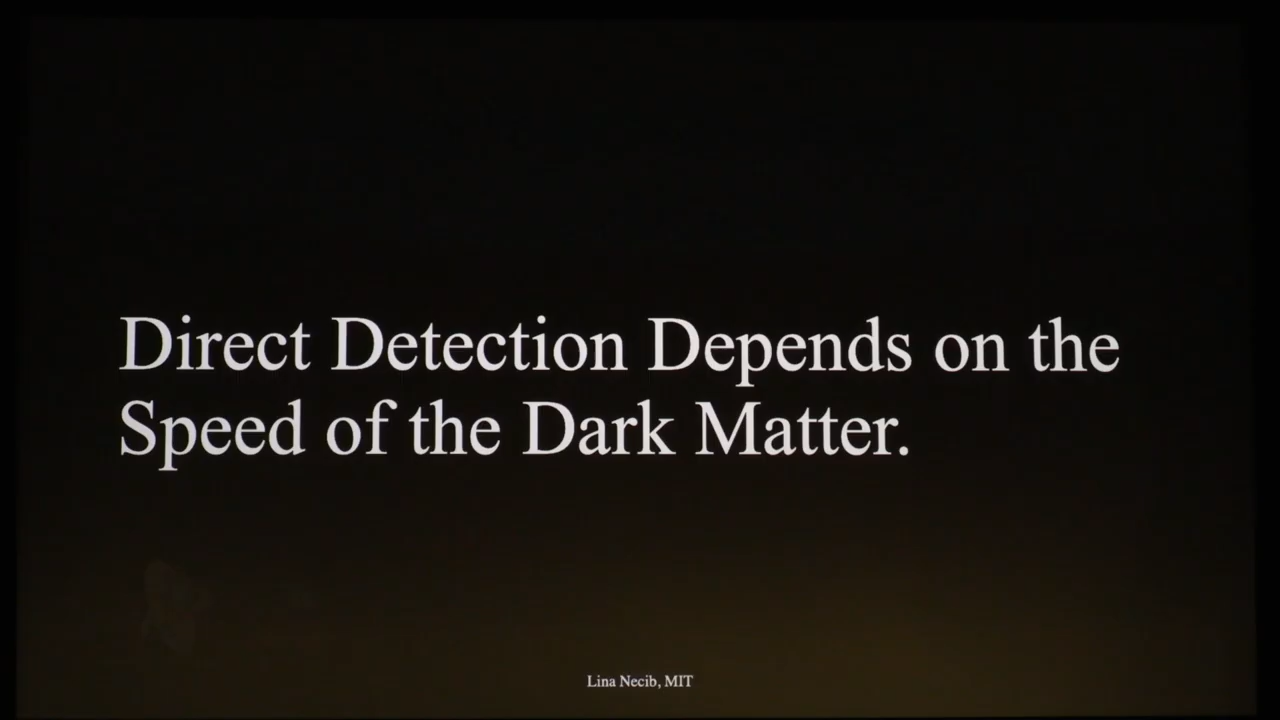 Direct Detection Depends on the
Speed of the Dark Matter.
Lina Necib, MIT